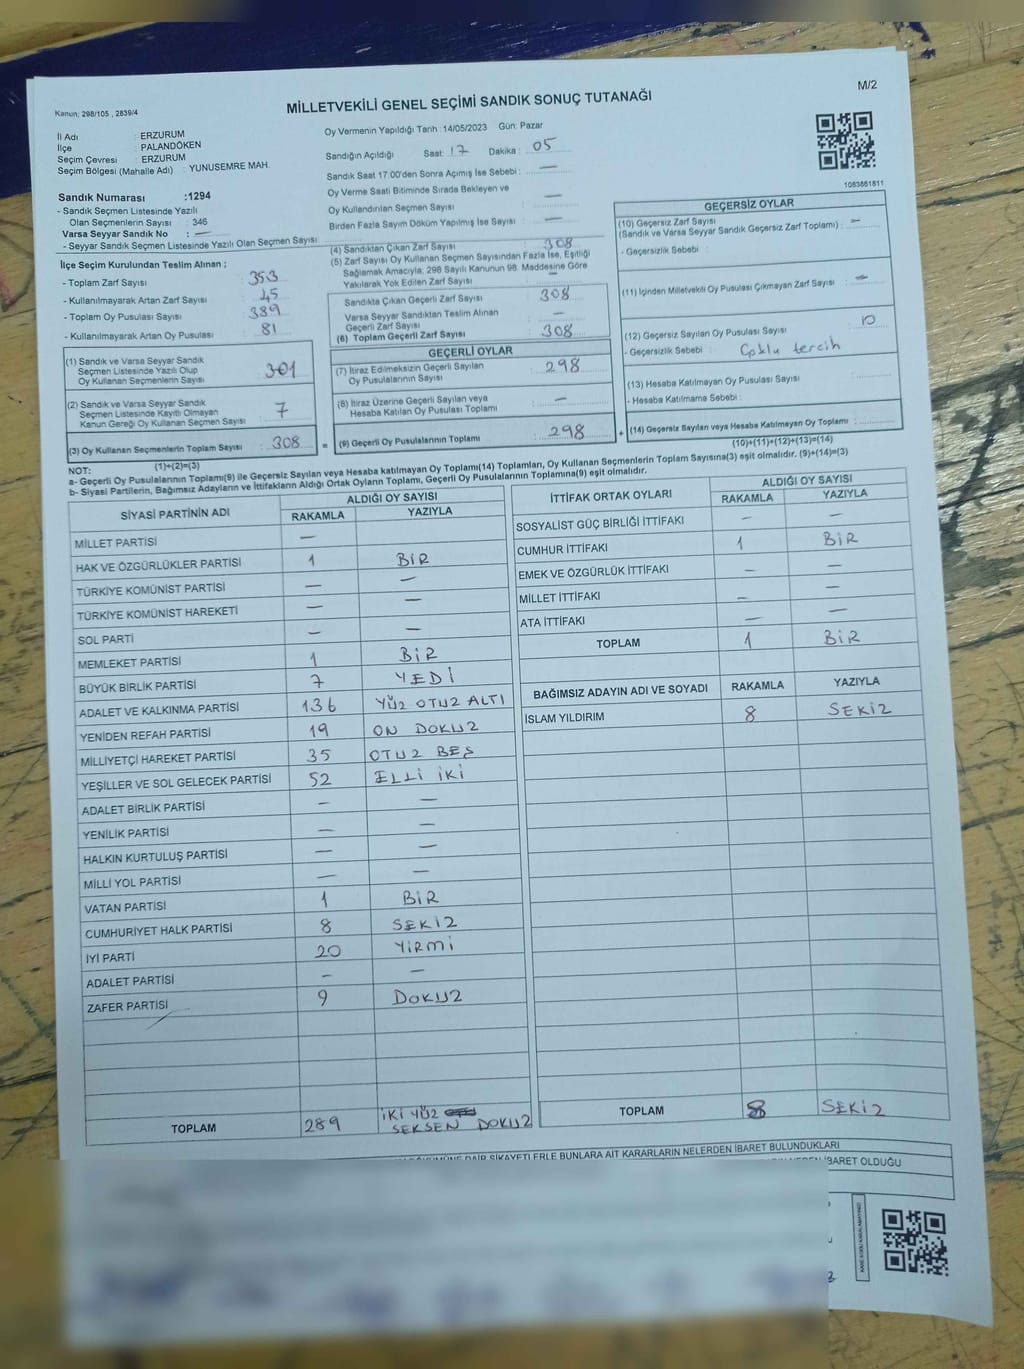 M/2
Kanun: 298/105 , 2839/4
MİLLETVEKİLİ GENEL SEÇİMİ SANDIK SONUÇ TUTANAĞI
İl Adı : ERZURUM
İlçe : PALANDÖKEN
Seçim Çevresi : ERZURUM
Seçim Bölgesi (Mahalle Adı) : YUNUSEMRE MAH.
Sandık Numarası :1294
- Sandık Seçmen Listesinde Yazılı
Olan Seçmenlerin Sayısı : 346
Varsa Seyyar Sandık No : —
- Seyyar Sandık Seçmen Listesinde Yazılı Olan Seçmen Sayısı
İlçe Seçim Kurulundan Teslim Alınan ;
- Toplam Zarf Sayısı : 353
- Kullanılmayarak Artan Zarf Sayısı : 45
- Toplam Oy Pusulası Sayısı : 389
- Kullanılmayarak Artan Oy Pusulası : 81
(1) Sandık ve Varsa Seyyar Sandık
Seçmen Listesinde Yazılı Olup
Oy Kullanan Seçmenlerin Sayısı : 301
(2) Sandık ve Varsa Seyyar Sandık
Seçmen Listesinde Kayıtlı Olmayan
Kanun Gereği Oy Kullanan Seçmen Sayısı : 7
(3) Oy Kullanan Seçmenlerin Toplam Sayısı : 308
(1)+(2)=(3)
Oy Vermenin Yapıldığı Tarih :14/05/2023 Gün: Pazar
Sandığın Açıldığı Saat: 17 Dakika : 05
Sandık Saat 17:00'den Sonra Açımış İse Sebebi : —
Oy Verme Saati Bitiminde Sırada Bekleyen ve
Oy Kullandırılan Seçmen Sayısı : —
Birden Fazla Sayım Döküm Yapılmış İse Sayısı : —
(4) Sandıktan Çıkan Zarf Sayısı : 308
(5) Zarf Sayısı Oy Kullanan Seçmen Sayısından Fazla İse, Eşitliği
Sağlamak Amacıyla, 298 Sayılı Kanunun 98. Maddesine Göre
Yakılarak Yok Edilen Zarf Sayısı : —
Sandıkta Çıkan Geçerli Zarf Sayısı : 308
Varsa Seyyar Sandıktan Teslim Alınan
Geçerli Zarf Sayısı : —
(6) Toplam Geçerli Zarf Sayısı : 308
GEÇERLİ OYLAR
(7) İtiraz Edilmeksizin Geçerli Sayılan
Oy Pusulalarının Sayısı : 298
(8) İtiraz Üzerine Geçerli Sayılan veya
Hesaba Katılan Oy Pusulası Toplamı : —
= (9) Geçerli Oy Pusulalarının Toplamı : 298 +
1083661811
GEÇERSİZ OYLAR
(10) Geçersiz Zarf Sayısı
(Sandık ve Varsa Seyyar Sandık Geçersiz Zarf Toplamı) : —
- Geçersizlik Sebebi :
(11) İçinden Milletvekili Oy Pusulası Çıkmayan Zarf Sayısı : —
(12) Geçersiz Sayılan Oy Pusulası Sayısı : 10
- Geçersizlik Sebebi : Çoklu tercih
(13) Hesaba Katılmayan Oy Pusulası Sayısı :
- Hesaba Katılmama Sebebi :
(14) Geçersiz Sayılan veya Hesaba Katılmayan Oy Toplamı :
(10)+(11)+(12)+(13)=(14)
NOT:
a- Geçerli Oy Pusulalarının Toplamı(9) ile Geçersiz Sayılan veya Hesaba katılmayan Oy Toplamı(14) Toplamları, Oy Kullanan Seçmenlerin Toplam Sayısına(3) eşit olmalıdır. (9)+(14)=(3)
b- Siyasi Partilerin, Bağımsız Adayların ve İttifakların Aldığı Ortak Oyların Toplamı, Geçerli Oy Pusulalarının Toplamına(9) eşit olmalıdır.
SİYASİ PARTİNİN ADI ALDIĞI OY SAYISI
RAKAMLA YAZIYLA
MİLLET PARTİSİ —
HAK VE ÖZGÜRLÜKLER PARTİSİ 1 BİR
TÜRKİYE KOMÜNİST PARTİSİ — —
TÜRKİYE KOMÜNİST HAREKETİ — —
SOL PARTİ — —
MEMLEKET PARTİSİ 1 BİR
BÜYÜK BİRLİK PARTİSİ 7 YEDİ
ADALET VE KALKINMA PARTİSİ 136 YÜZ OTUZ ALTI
YENİDEN REFAH PARTİSİ 19 ON DOKUZ
MİLLİYETÇİ HAREKET PARTİSİ 35 OTUZ BEŞ
YEŞİLLER VE SOL GELECEK PARTİSİ 52 ELLİ İKİ
ADALET BİRLİK PARTİSİ — —
YENİLİK PARTİSİ — —
HALKIN KURTULUŞ PARTİSİ — —
MİLLİ YOL PARTİSİ — —
VATAN PARTİSİ 1 BİR
CUMHURİYET HALK PARTİSİ 8 SEKİZ
İYİ PARTİ 20 YİRMİ
ADALET PARTİSİ — —
ZAFER PARTİSİ 9 DOKUZ
TOPLAM 289 İKİ YÜZ
SEKSEN DOKUZ
İTTİFAK ORTAK OYLARI ALDIĞI OY SAYISI
RAKAMLA YAZIYLA
SOSYALİST GÜÇ BİRLİĞİ İTTİFAKI — —
CUMHUR İTTİFAKI 1 BİR
EMEK VE ÖZGÜRLÜK İTTİFAKI — —
MİLLET İTTİFAKI — —
ATA İTTİFAKI — —
TOPLAM 1 BİR
BAĞIMSIZ ADAYIN ADI VE SOYADI RAKAMLA YAZIYLA
İSLAM YILDIRIM 8 SEKİZ
TOPLAM 8 SEKİZ
DAİR ŞİKAYETLERLE BUNLARA AİT KARARLARIN NELERDEN İBARET BULUNDUKLARI
İBARET OLDUĞU